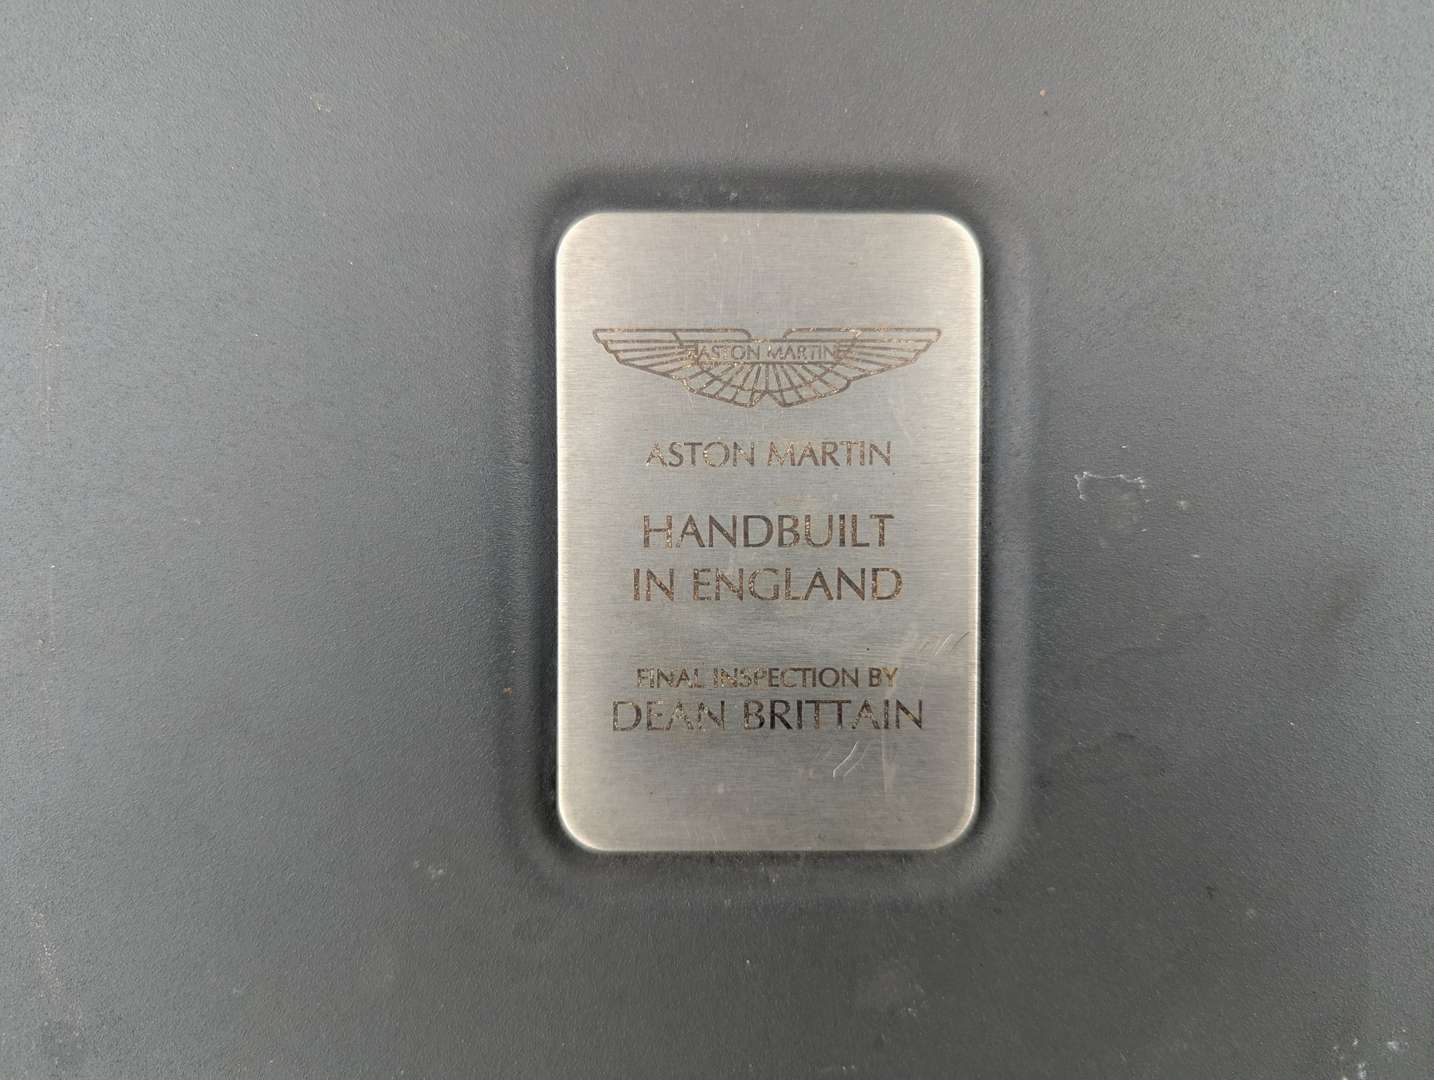 ASTON MARTIN
ASTON MARTIN
HANDBUILT
IN ENGLAND
FINAL INSPECTION BY
DEAN BRITTAIN